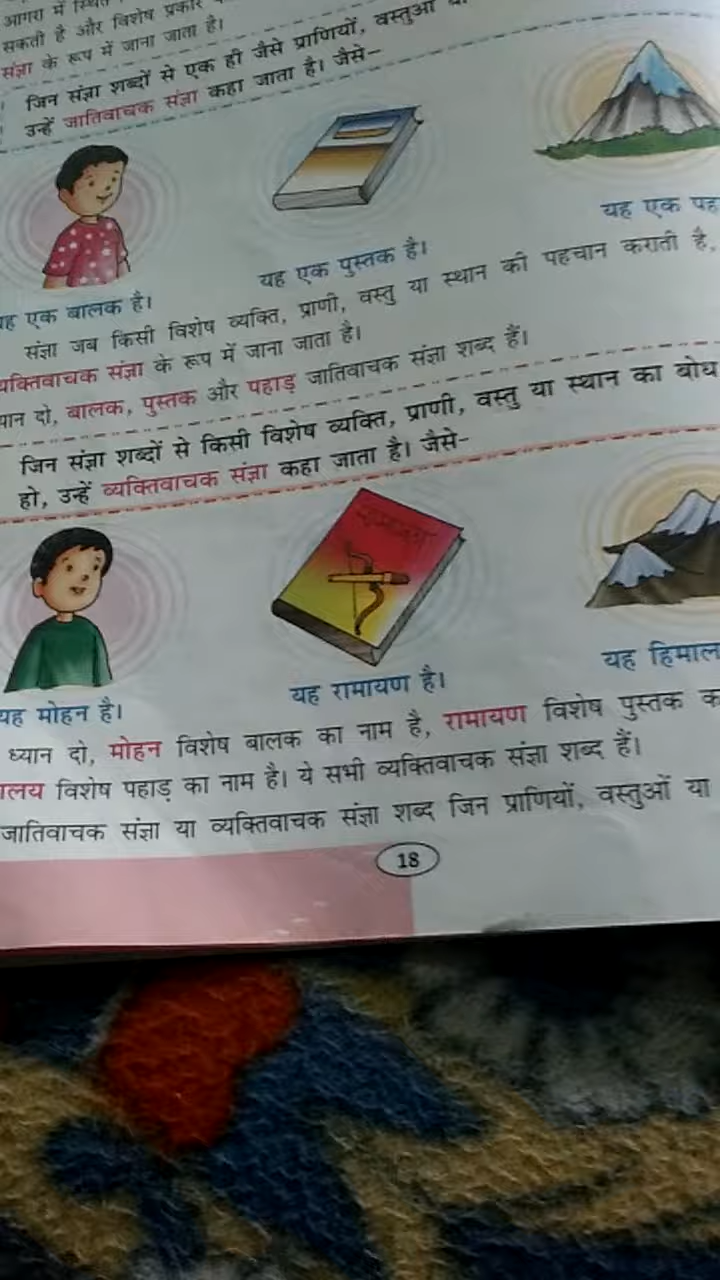 आगरा में स्थित
सकती है और विशेष प्रकार
संज्ञा के रूप में जाना जाता है।
जिन संज्ञा शब्दों से एक ही जैसे प्राणियों, वस्तुओं
उन्हें जातिवाचक संज्ञा कहा जाता है। जैसे–
यह एक पह
यह एक पुस्तक है।
ह एक बालक है।
संज्ञा जब किसी विशेष व्यक्ति, प्राणी, वस्तु या स्थान की पहचान कराती है,
यक्तिवाचक संज्ञा के रूप में जाना जाता है।
यान दो, बालक, पुस्तक और पहाड़ जातिवाचक संज्ञा शब्द हैं।
जिन संज्ञा शब्दों से किसी विशेष व्यक्ति, प्राणी, वस्तु या स्थान का बोध
हो, उन्हें व्यक्तिवाचक संज्ञा कहा जाता है। जैसे–
रामायण
यह मोहन है।
यह रामायण है।
यह हिमाल
ध्यान दो, मोहन विशेष बालक का नाम है, रामायण विशेष पुस्तक क
ालय विशेष पहाड़ का नाम है। ये सभी व्यक्तिवाचक संज्ञा शब्द हैं।
जातिवाचक संज्ञा या व्यक्तिवाचक संज्ञा शब्द जिन प्राणियों, वस्तुओं या
18